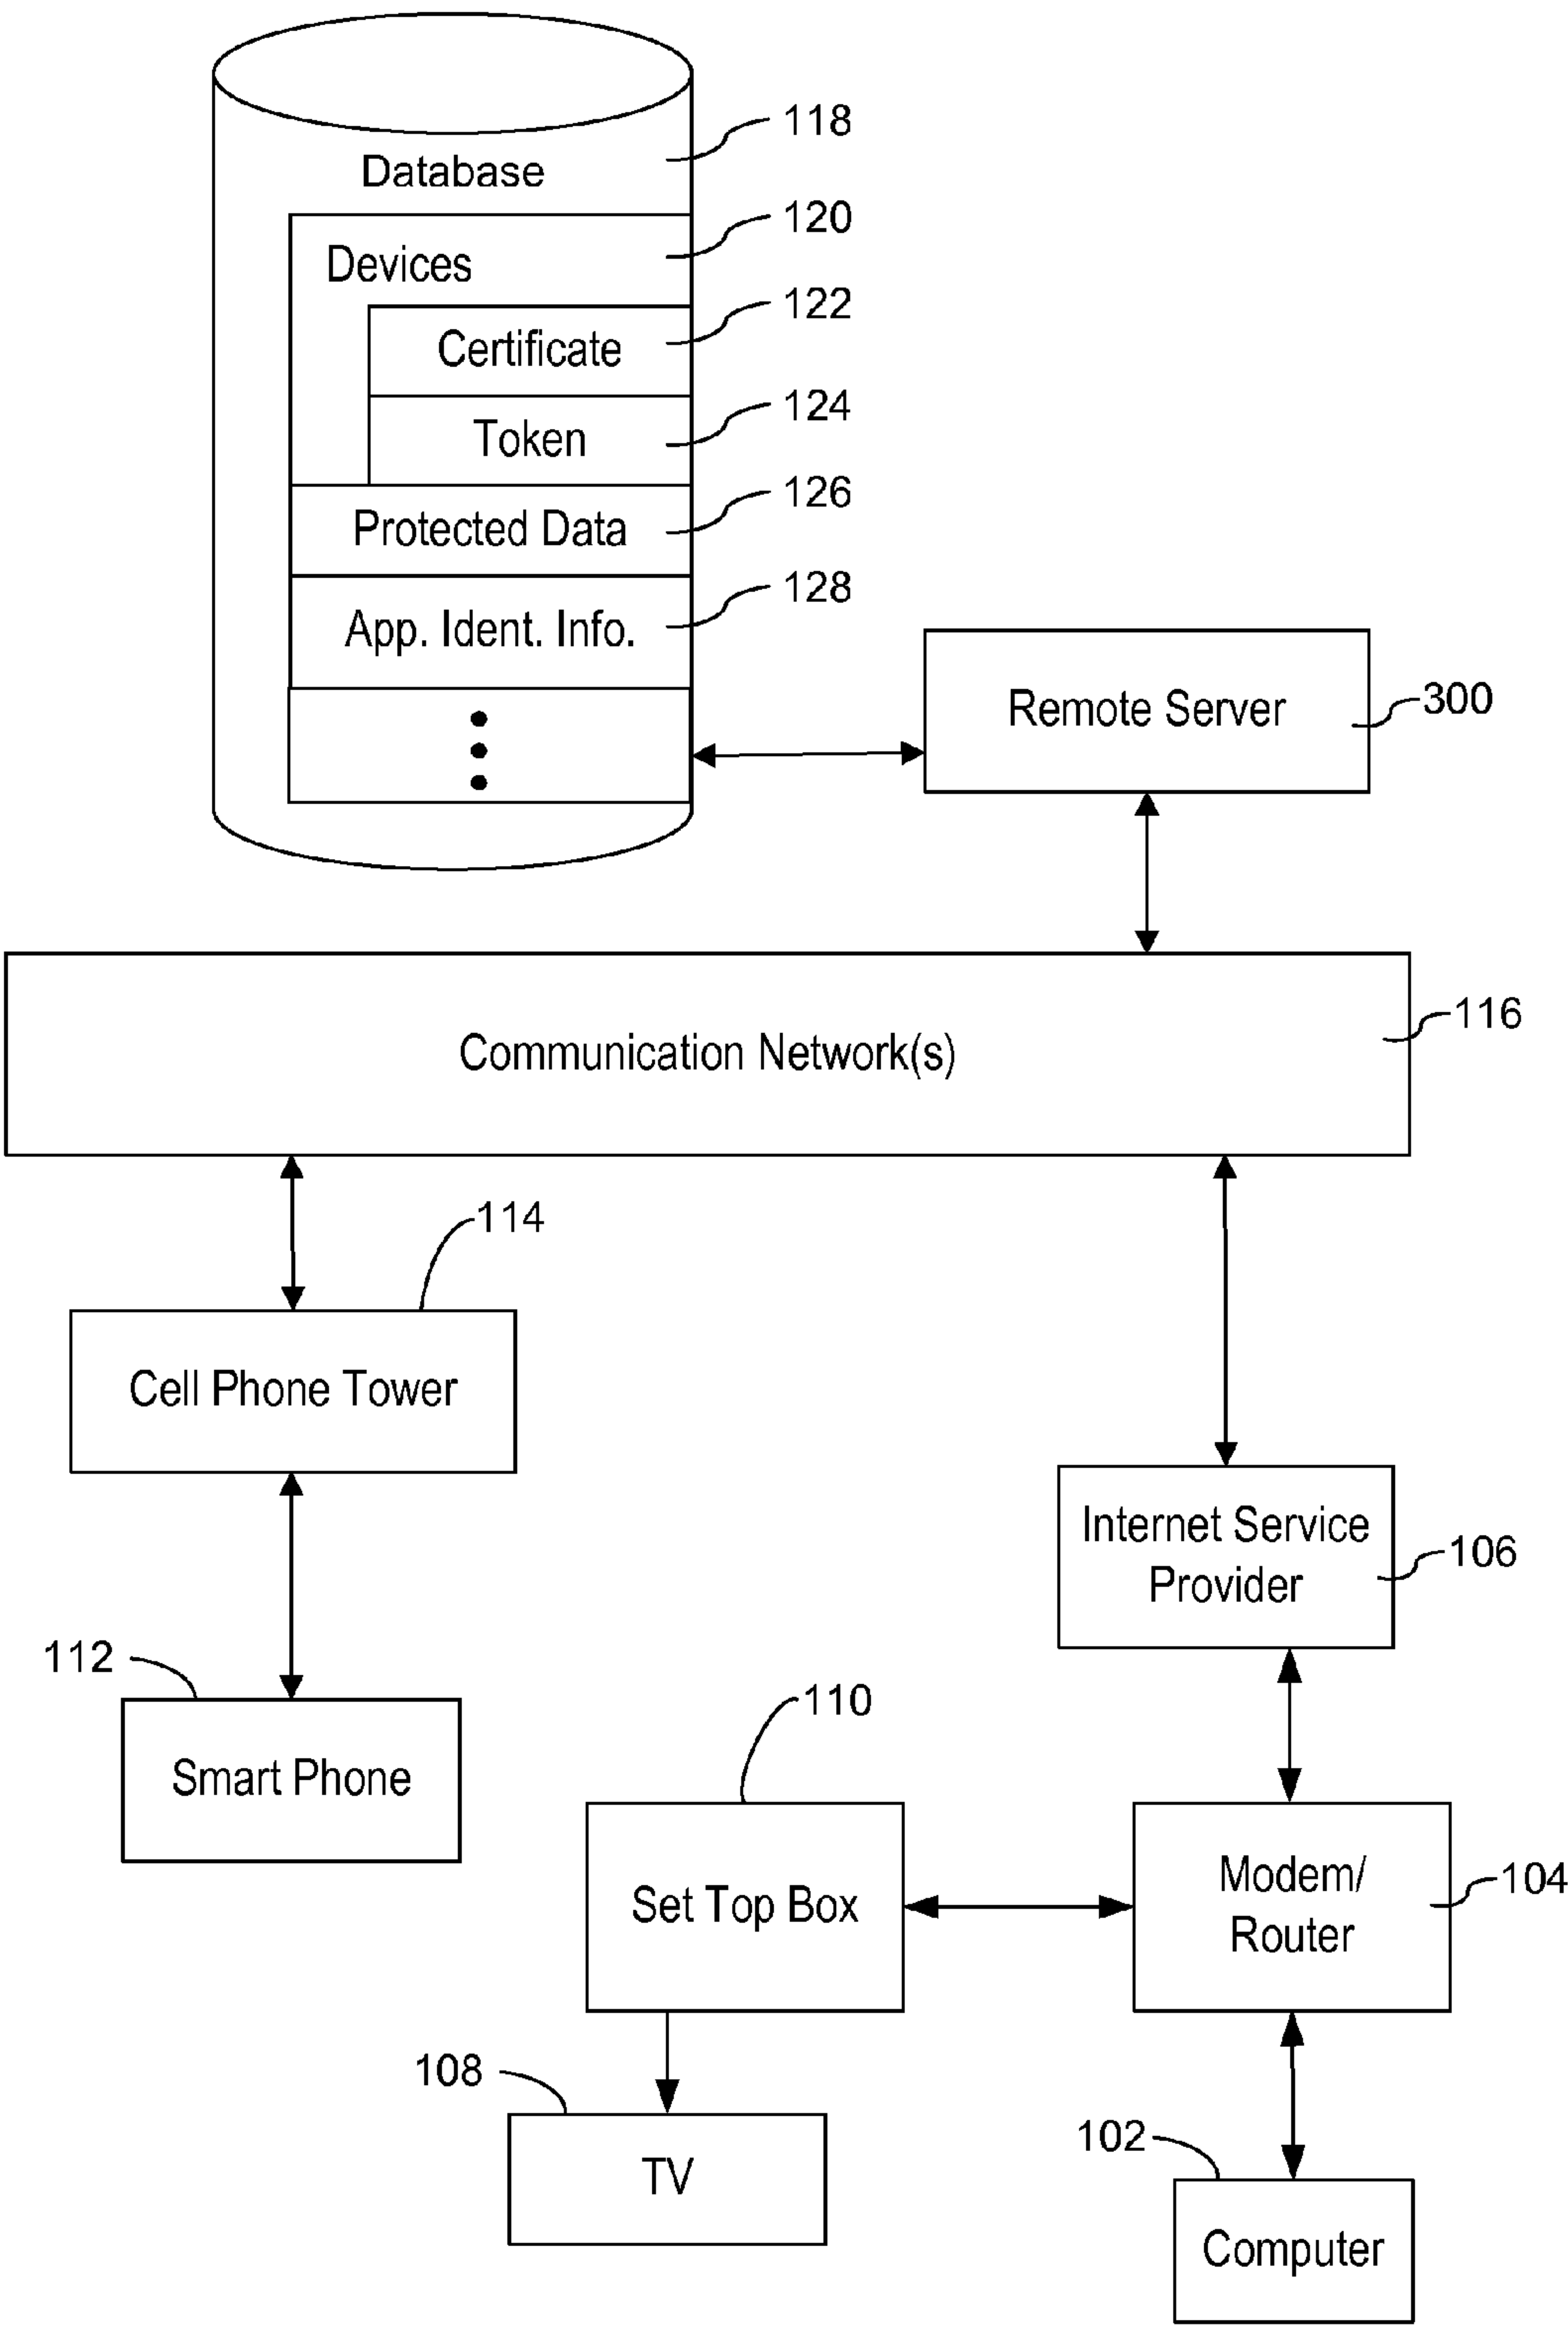 118
Database
120
Devices
122
Certificate
124
Token
126
Protected Data
128
App. Ident. Info.
Remote Server
300
116
Communication Network(s)
114
Cell Phone Tower
Internet Service
Provider
106
112
Smart Phone
110
Set Top Box
Modem/
Router
104
108
TV
102
Computer